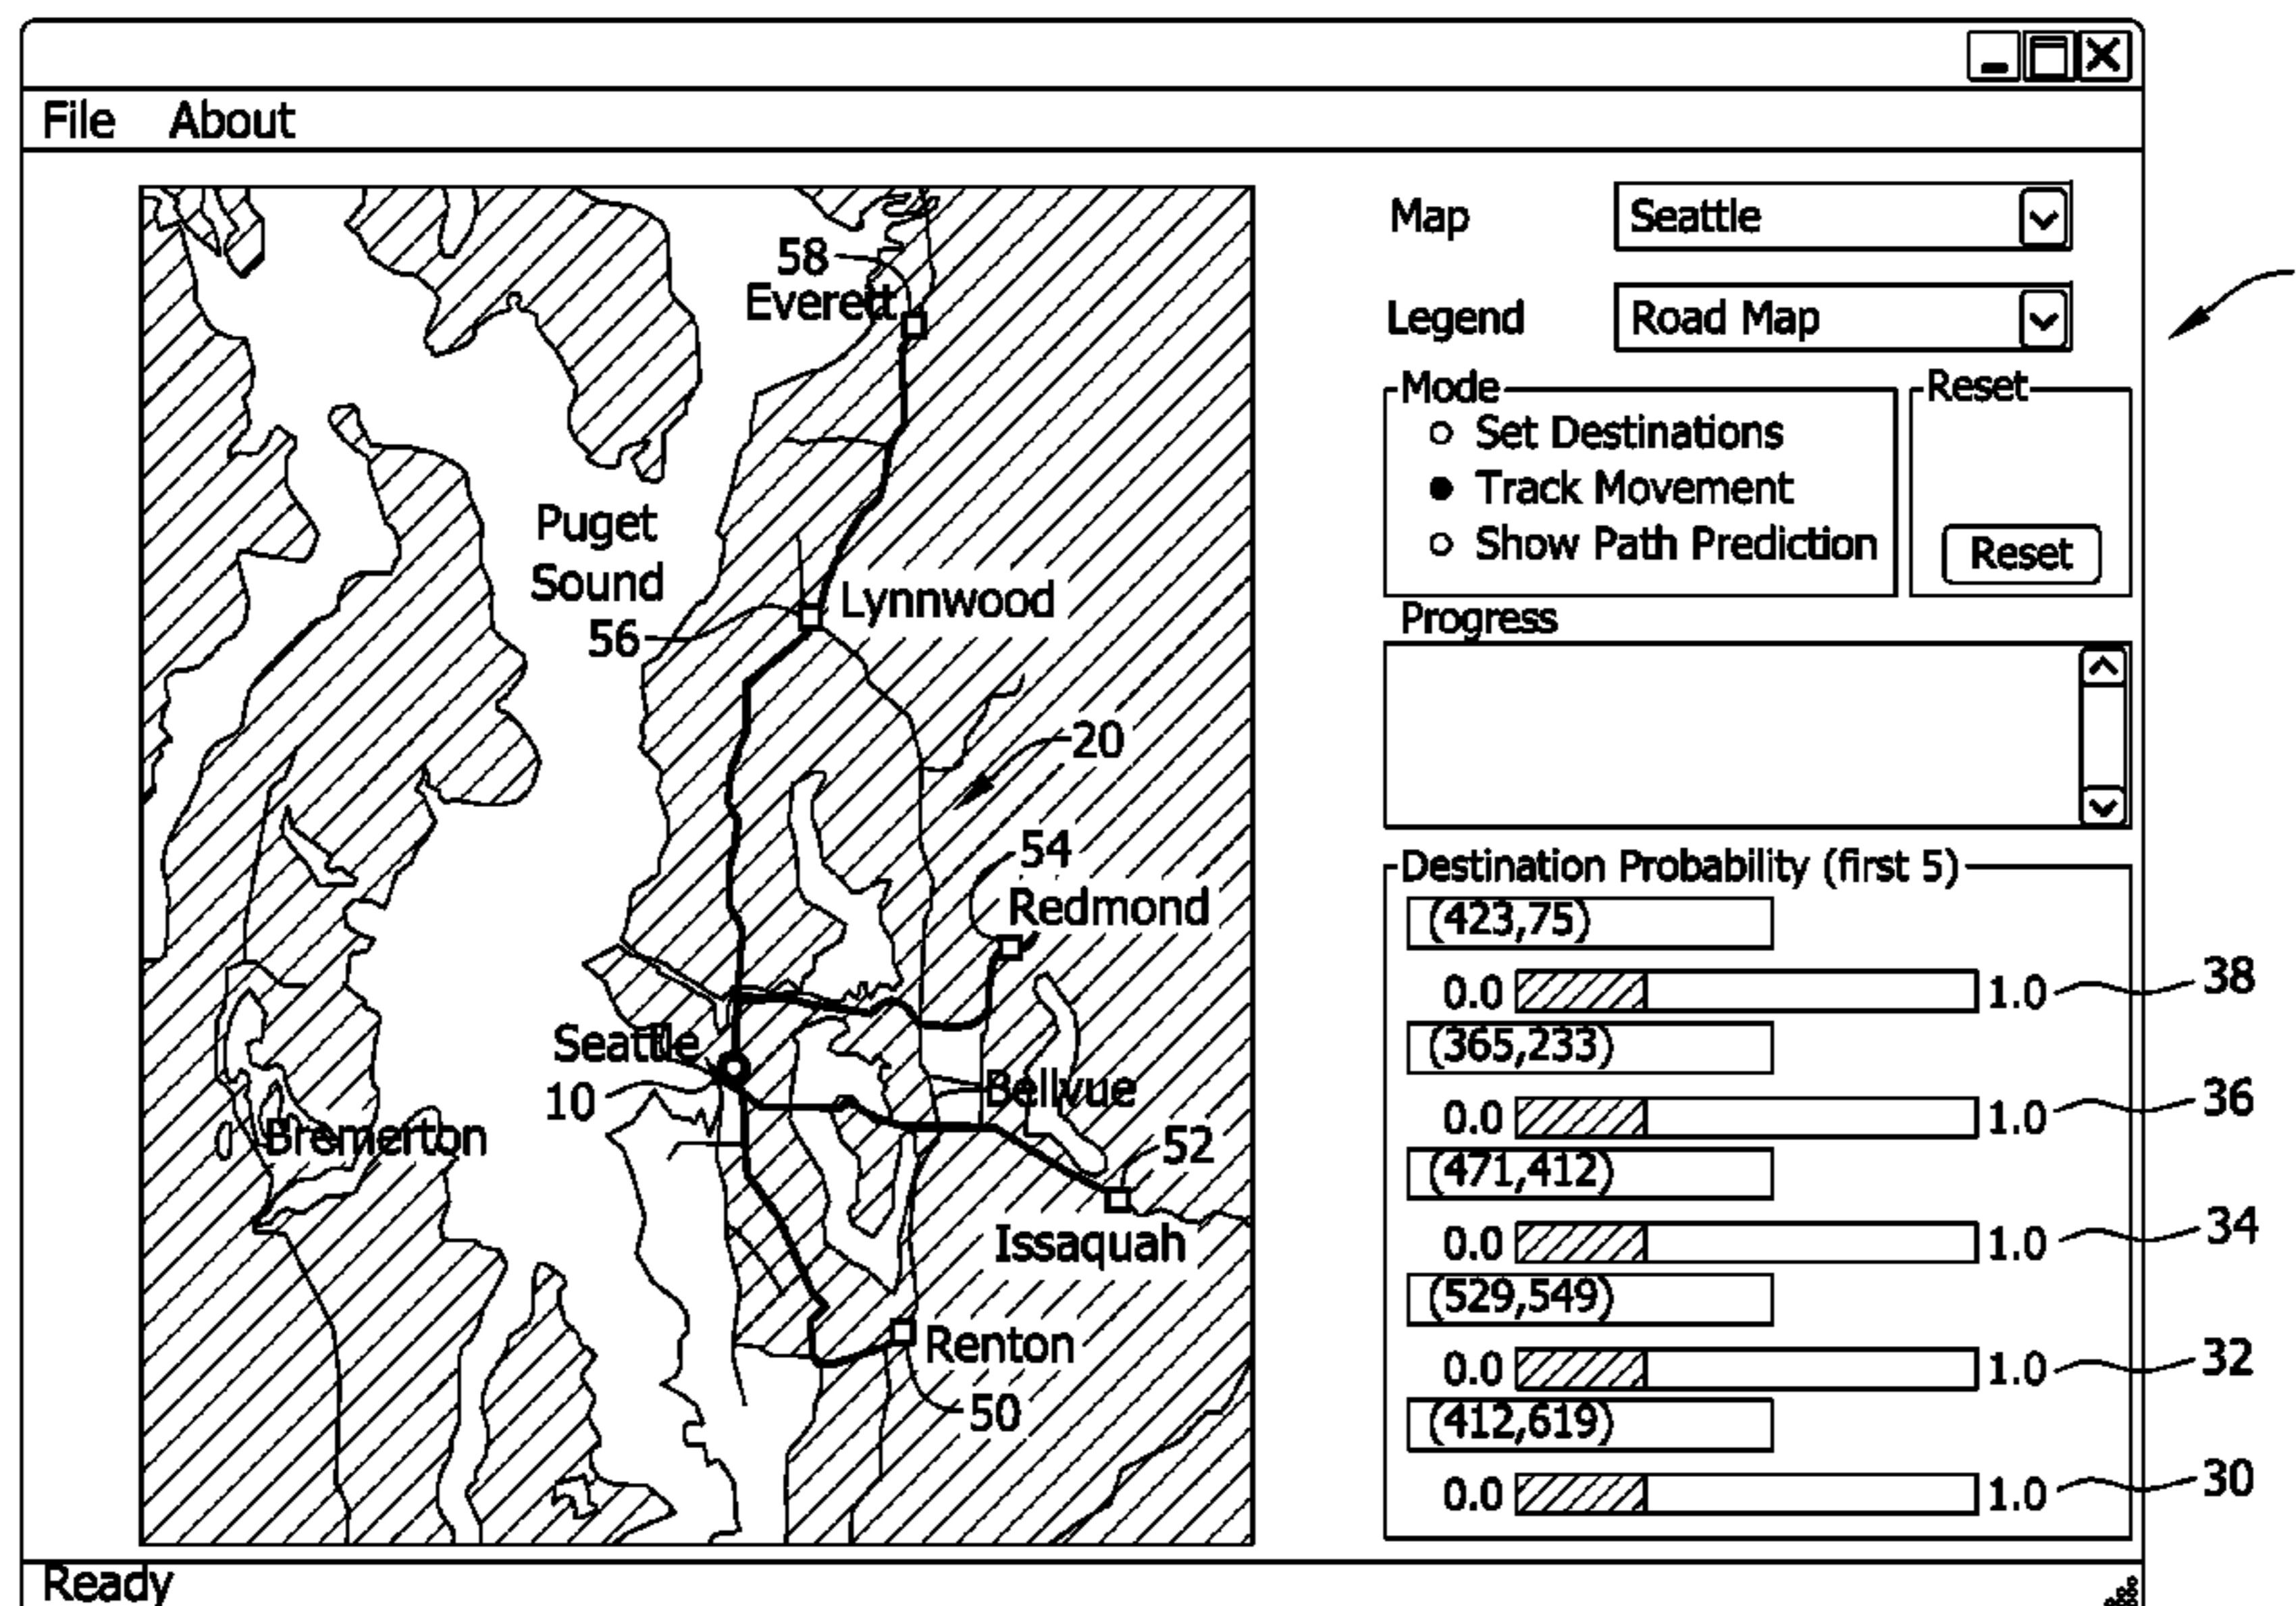 File About
Map Seattle
Legend Road Map
Mode
Set Destinations
Track Movement
Show Path Prediction
Reset
Reset
Progress
Destination Probability (first 5)
(423,75)
0.0 1.0 38
(365,233)
0.0 1.0 36
(471,412)
0.0 1.0 34
(529,549)
0.0 1.0 32
(412,619)
0.0 1.0 30
58
Everett
Puget
Sound
56
Lynnwood
20
54
Redmond
Seattle
10
Bellvue
Bremerton
52
Issaquah
Renton
50
Ready